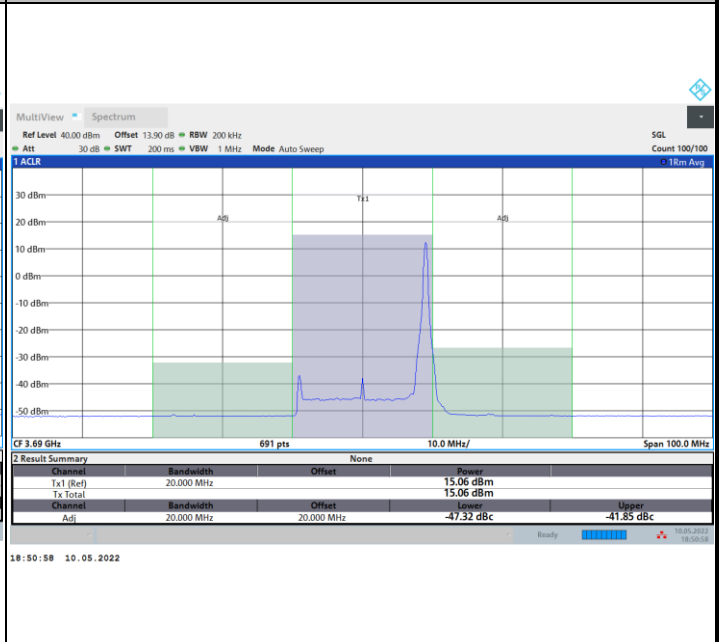 MultiView Spectrum
Ref Level 40.00 dBm Offset 13.90 dB RBW 200 kHz SGL
Att 30 dB SWT 200 ms VBW 1 MHz Mode Auto Sweep Count 100/100
1 ACLR 1Rm Avg
30 dBm
Tx1
20 dBm
Adj Adj
10 dBm
0 dBm
-10 dBm
-20 dBm
-30 dBm
-40 dBm
-50 dBm
CF 3.69 GHz 691 pts 10.0 MHz/ Span 100.0 MHz
2 Result Summary None
Channel Bandwidth Offset Power
Tx1 (Ref) 20.000 MHz 15.06 dBm
Tx Total 15.06 dBm
Channel Bandwidth Offset Lower Upper
Adj 20.000 MHz 20.000 MHz -47.32 dBc -41.85 dBc
Ready 10.05.2022
18:50:58
18:50:58 10.05.2022